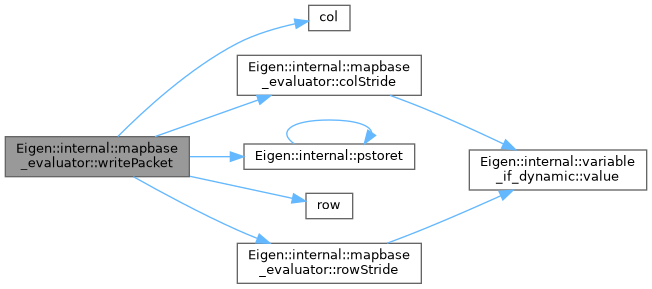 col
Eigen::internal::mapbase
_evaluator::colStride
Eigen::internal::mapbase
_evaluator::writePacket
Eigen::internal::pstoret
Eigen::internal::variable
_if_dynamic::value
row
Eigen::internal::mapbase
_evaluator::rowStride